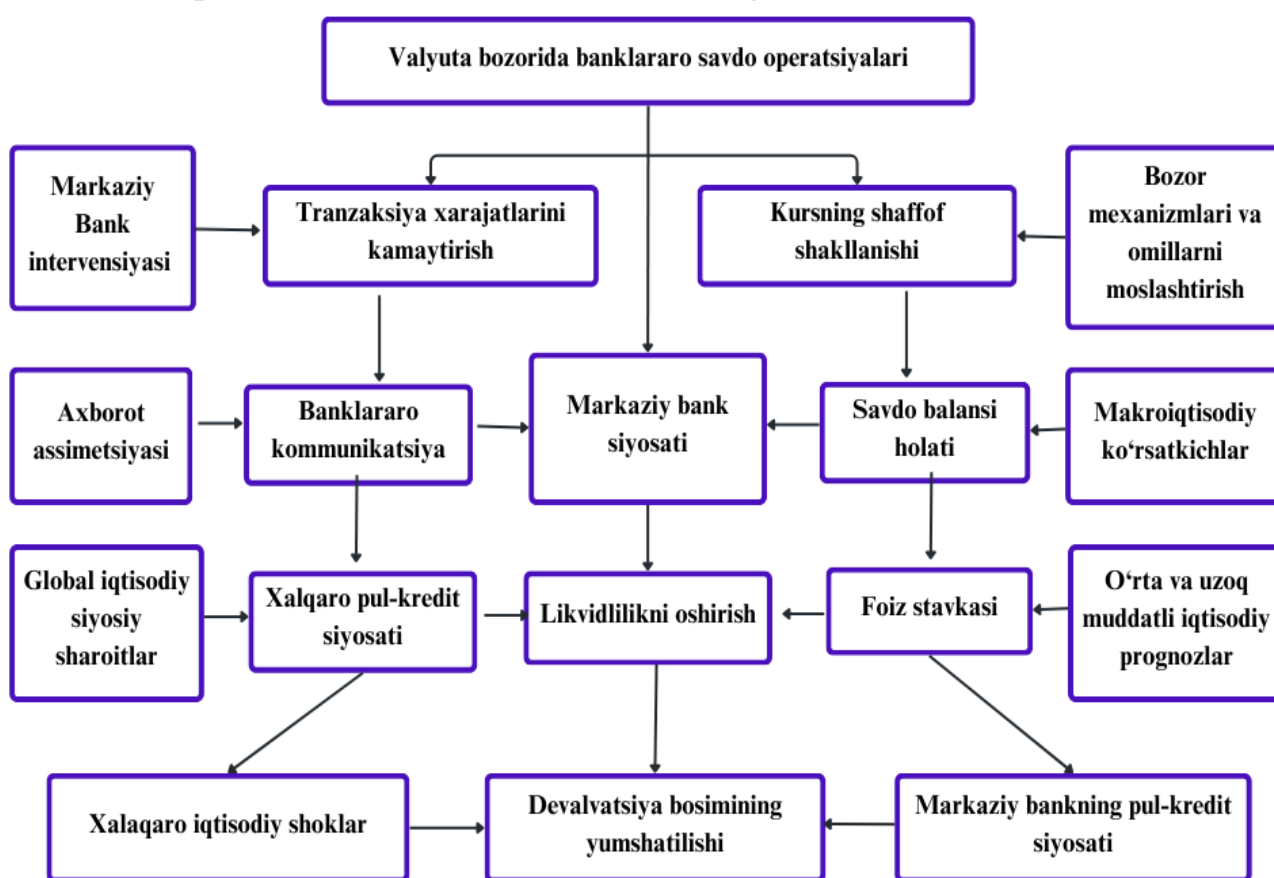 Valyuta bozorida banklararo savdo operatsiyalari
Markaziy
Bank
intervensiyasi
Tranzaksiya xarajatlarini
kamaytirish
Kursning shaffof
shakllanishi
Bozor
mexanizmlari va
omillarni
moslashtirish
Axborot
assimetsiyasi
Banklararo
kommunikatsiya
Markaziy bank
siyosati
Savdo balansi
holati
Makroiqtisodiy
ko‘rsatkichlar
Global iqtisodiy
siyosiy
sharoitlar
Xalqaro pul-kredit
siyosati
Likvidlilikni oshirish
Foiz stavkasi
O‘rta va uzoq
muddatli iqtisodiy
prognozlar
Xalaqaro iqtisodiy shoklar
Devalvatsiya bosimining
yumshatilishi
Markaziy bankning pul-kredit
siyosati